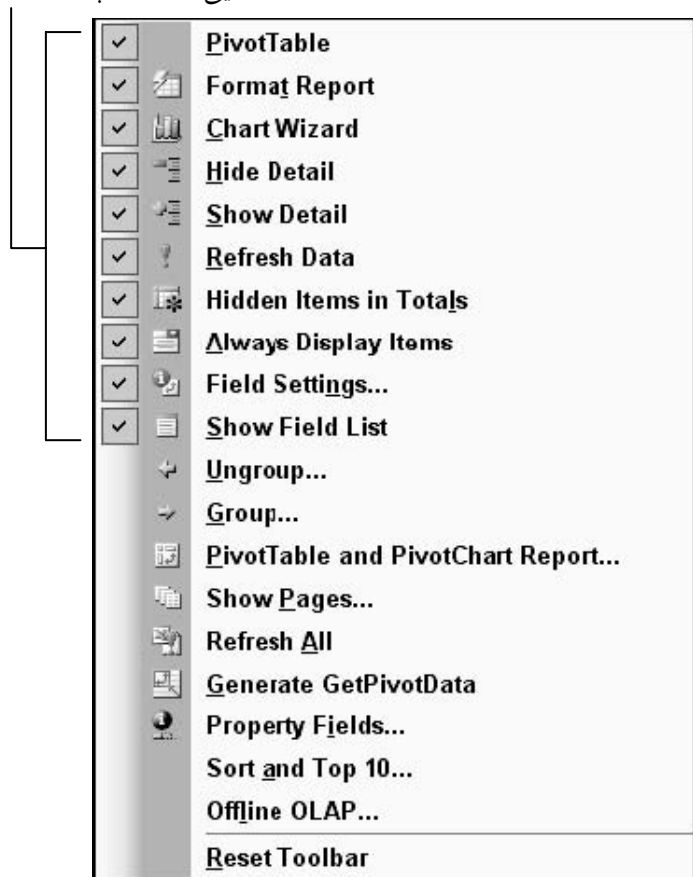 PivotTable
Format Report
Chart Wizard
Hide Detail
Show Detail
Refresh Data
Hidden Items in Totals
Always Display Items
Field Settings...
Show Field List
Ungroup...
Group...
PivotTable and PivotChart Report...
Show Pages...
Refresh All
Generate GetPivotData
Property Fields...
Sort and Top 10...
Offline OLAP...
Reset Toolbar